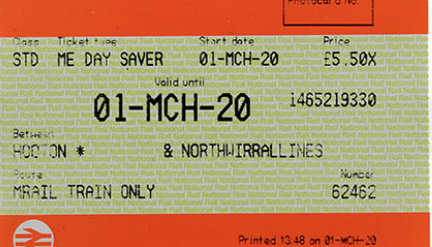 Photocard No.
Class Ticket type Start date Price
STD ME DAY SAVER 01-MCH-20 £5.50X
Valid until
01-MCH-20 i465219330
Between
HOOTON * & NORTHWIRRALLINES
Route Number
MRAIL TRAIN ONLY 62462
Printed 13:48 on 01-MCH-20